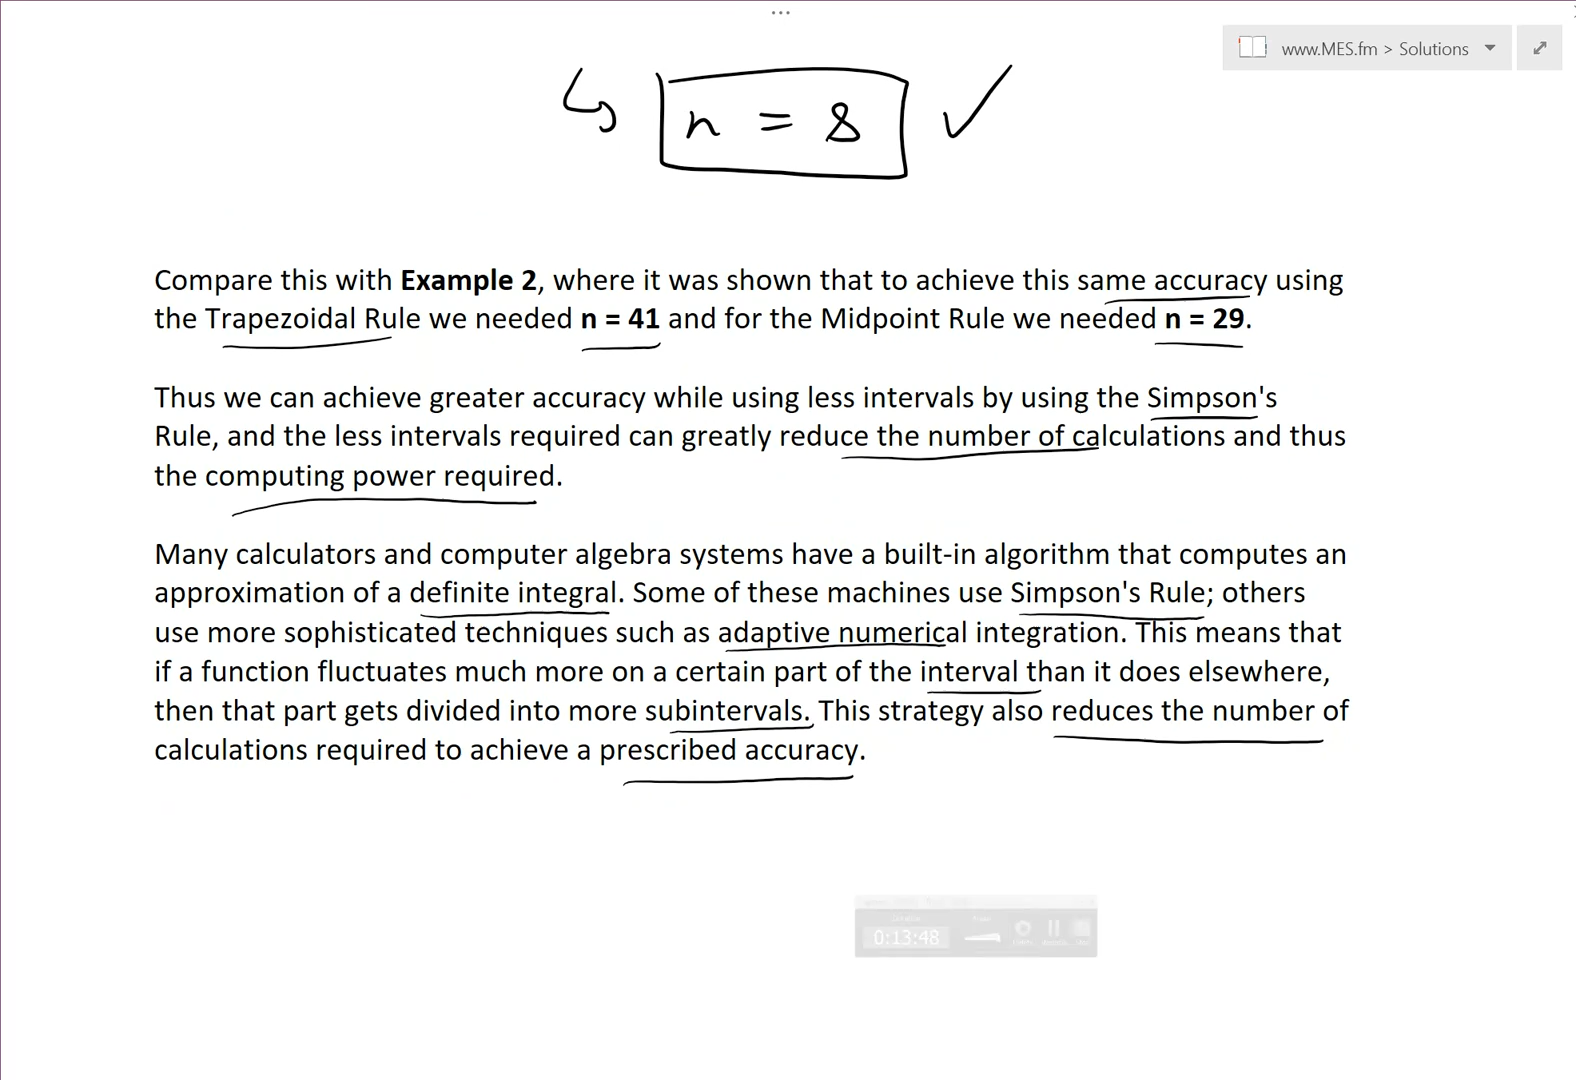 ...
www.MES.fm > Solutions
n = 8
Compare this with Example 2, where it was shown that to achieve this same accuracy using
the Trapezoidal Rule we needed n = 41 and for the Midpoint Rule we needed n = 29.
Thus we can achieve greater accuracy while using less intervals by using the Simpson's
Rule, and the less intervals required can greatly reduce the number of calculations and thus
the computing power required.
Many calculators and computer algebra systems have a built-in algorithm that computes an
approximation of a definite integral. Some of these machines use Simpson's Rule; others
use more sophisticated techniques such as adaptive numerical integration. This means that
if a function fluctuates much more on a certain part of the interval than it does elsewhere,
then that part gets divided into more subintervals. This strategy also reduces the number of
calculations required to achieve a prescribed accuracy.
0:13:48